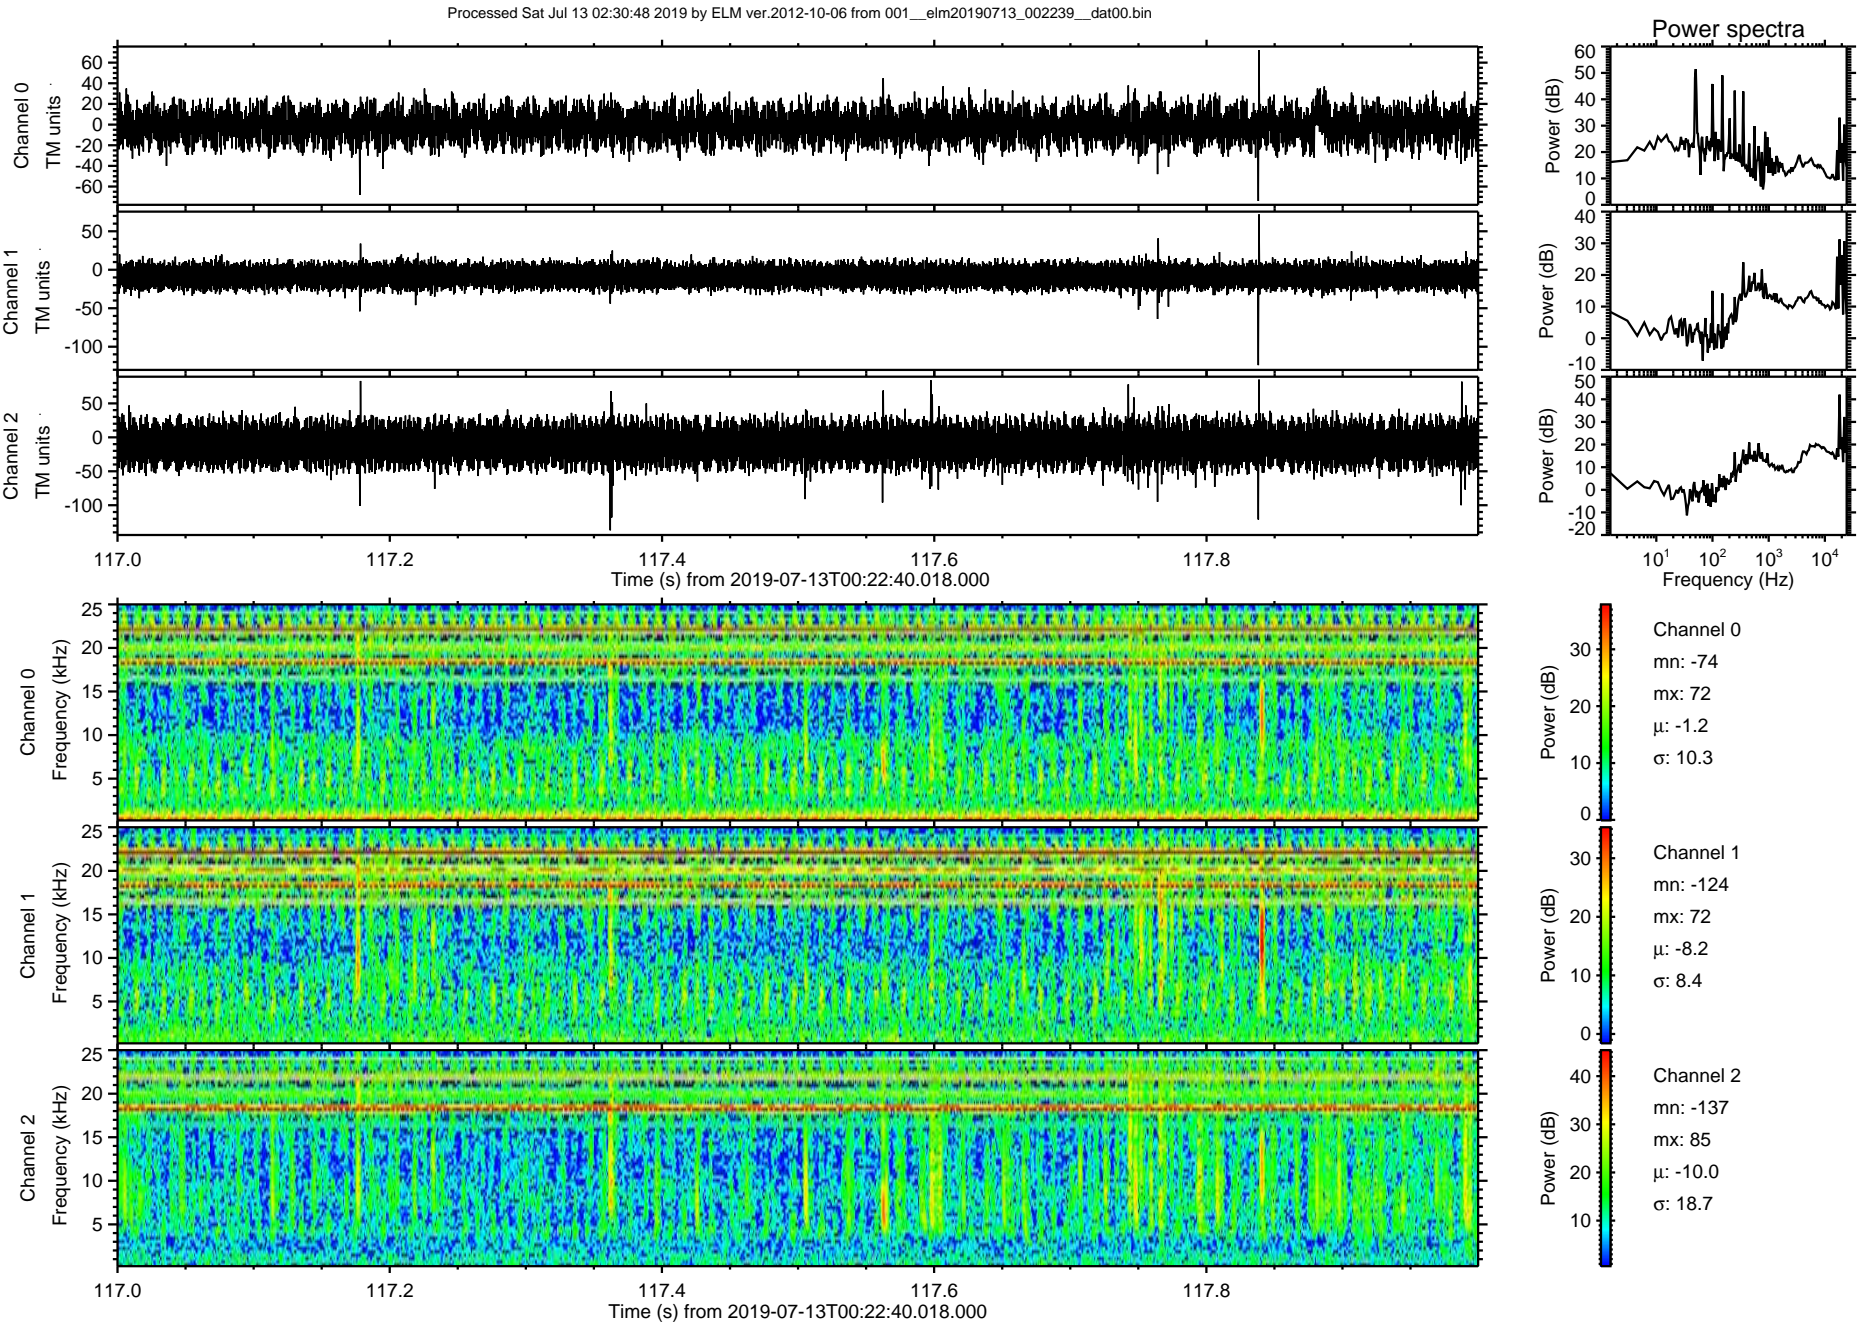 Processed Sat Jul 13 02:30:48 2019 by ELM ver.2012-10-06 from 001__elm20190713_002239__dat00.bin
Power spectra
Channel 0
TM units
60
40
20
0
-20
-40
-60
Power (dB)
60
50
40
30
20
10
0
Channel 1
TM units
50
0
-50
-100
Power (dB)
40
30
20
10
0
-10
Channel 2
TM units
50
0
-50
-100
Power (dB)
50
40
30
20
10
0
-10
-20
117.0 117.2 117.4 117.6 117.8
Time (s) from 2019-07-13T00:22:40.018.000
10¹ 10² 10³ 10⁴
Frequency (Hz)
Channel 0
Frequency (kHz)
25
20
15
10
5
Power (dB)
30
20
10
0
Channel 0
mn: -74
mx: 72
µ: -1.2
σ: 10.3
Channel 1
Frequency (kHz)
25
20
15
10
5
Power (dB)
30
20
10
0
Channel 1
mn: -124
mx: 72
µ: -8.2
σ: 8.4
Channel 2
Frequency (kHz)
25
20
15
10
5
Power (dB)
40
30
20
10
Channel 2
mn: -137
mx: 85
µ: -10.0
σ: 18.7
117.0 117.2 117.4 117.6 117.8
Time (s) from 2019-07-13T00:22:40.018.000